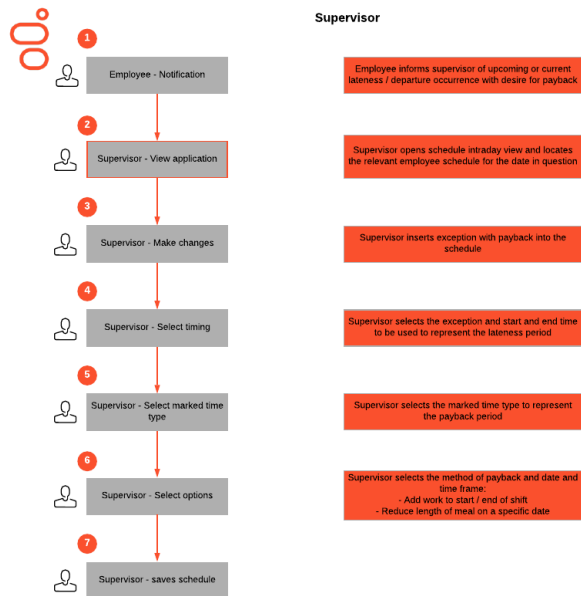 Supervisor
1
Employee - Notification
Employee informs supervisor of upcoming or current
lateness / departure occurrence with desire for payback
2
Supervisor - View application
Supervisor opens schedule intraday view and locates
the relevant employee schedule for the date in question
3
Supervisor - Make changes
Supervisor inserts exception with payback into the
schedule
4
Supervisor - Select timing
Supervisor selects the exception and start and end time
to be used to represent the lateness period
5
Supervisor - Select marked time
type
Supervisor selects the marked time type to represent
the payback period
6
Supervisor - Select options
Supervisor selects the method of payback and date and
time frame:
- Add work to start / end of shift
- Reduce length of meal on a specific date
7
Supervisor - saves schedule